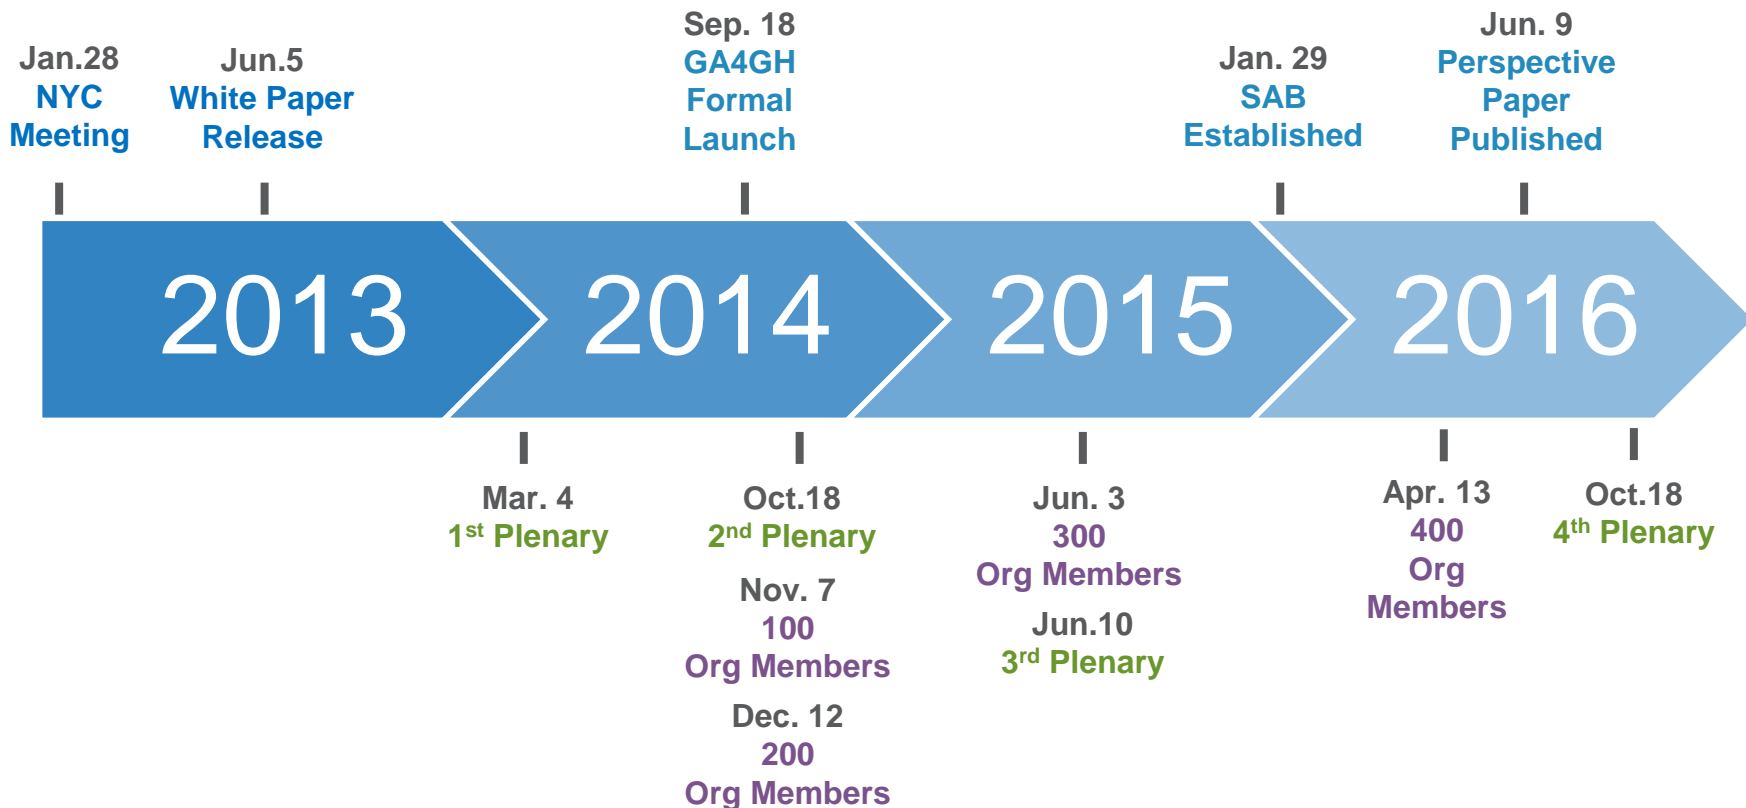 Jan.28
NYC
Meeting
Jun.5
White Paper
Release
Sep. 18
GA4GH
Formal
Launch
Jan. 29
SAB
Established
Jun. 9
Perspective
Paper
Published
2013
2014
2015
2016
Mar. 4
1st Plenary
Oct.18
2nd Plenary
Nov. 7
100
Org Members
Dec. 12
200
Org Members
Jun. 3
300
Org Members
Jun.10
3rd Plenary
Apr. 13
400
Org
Members
Oct.18
4th Plenary